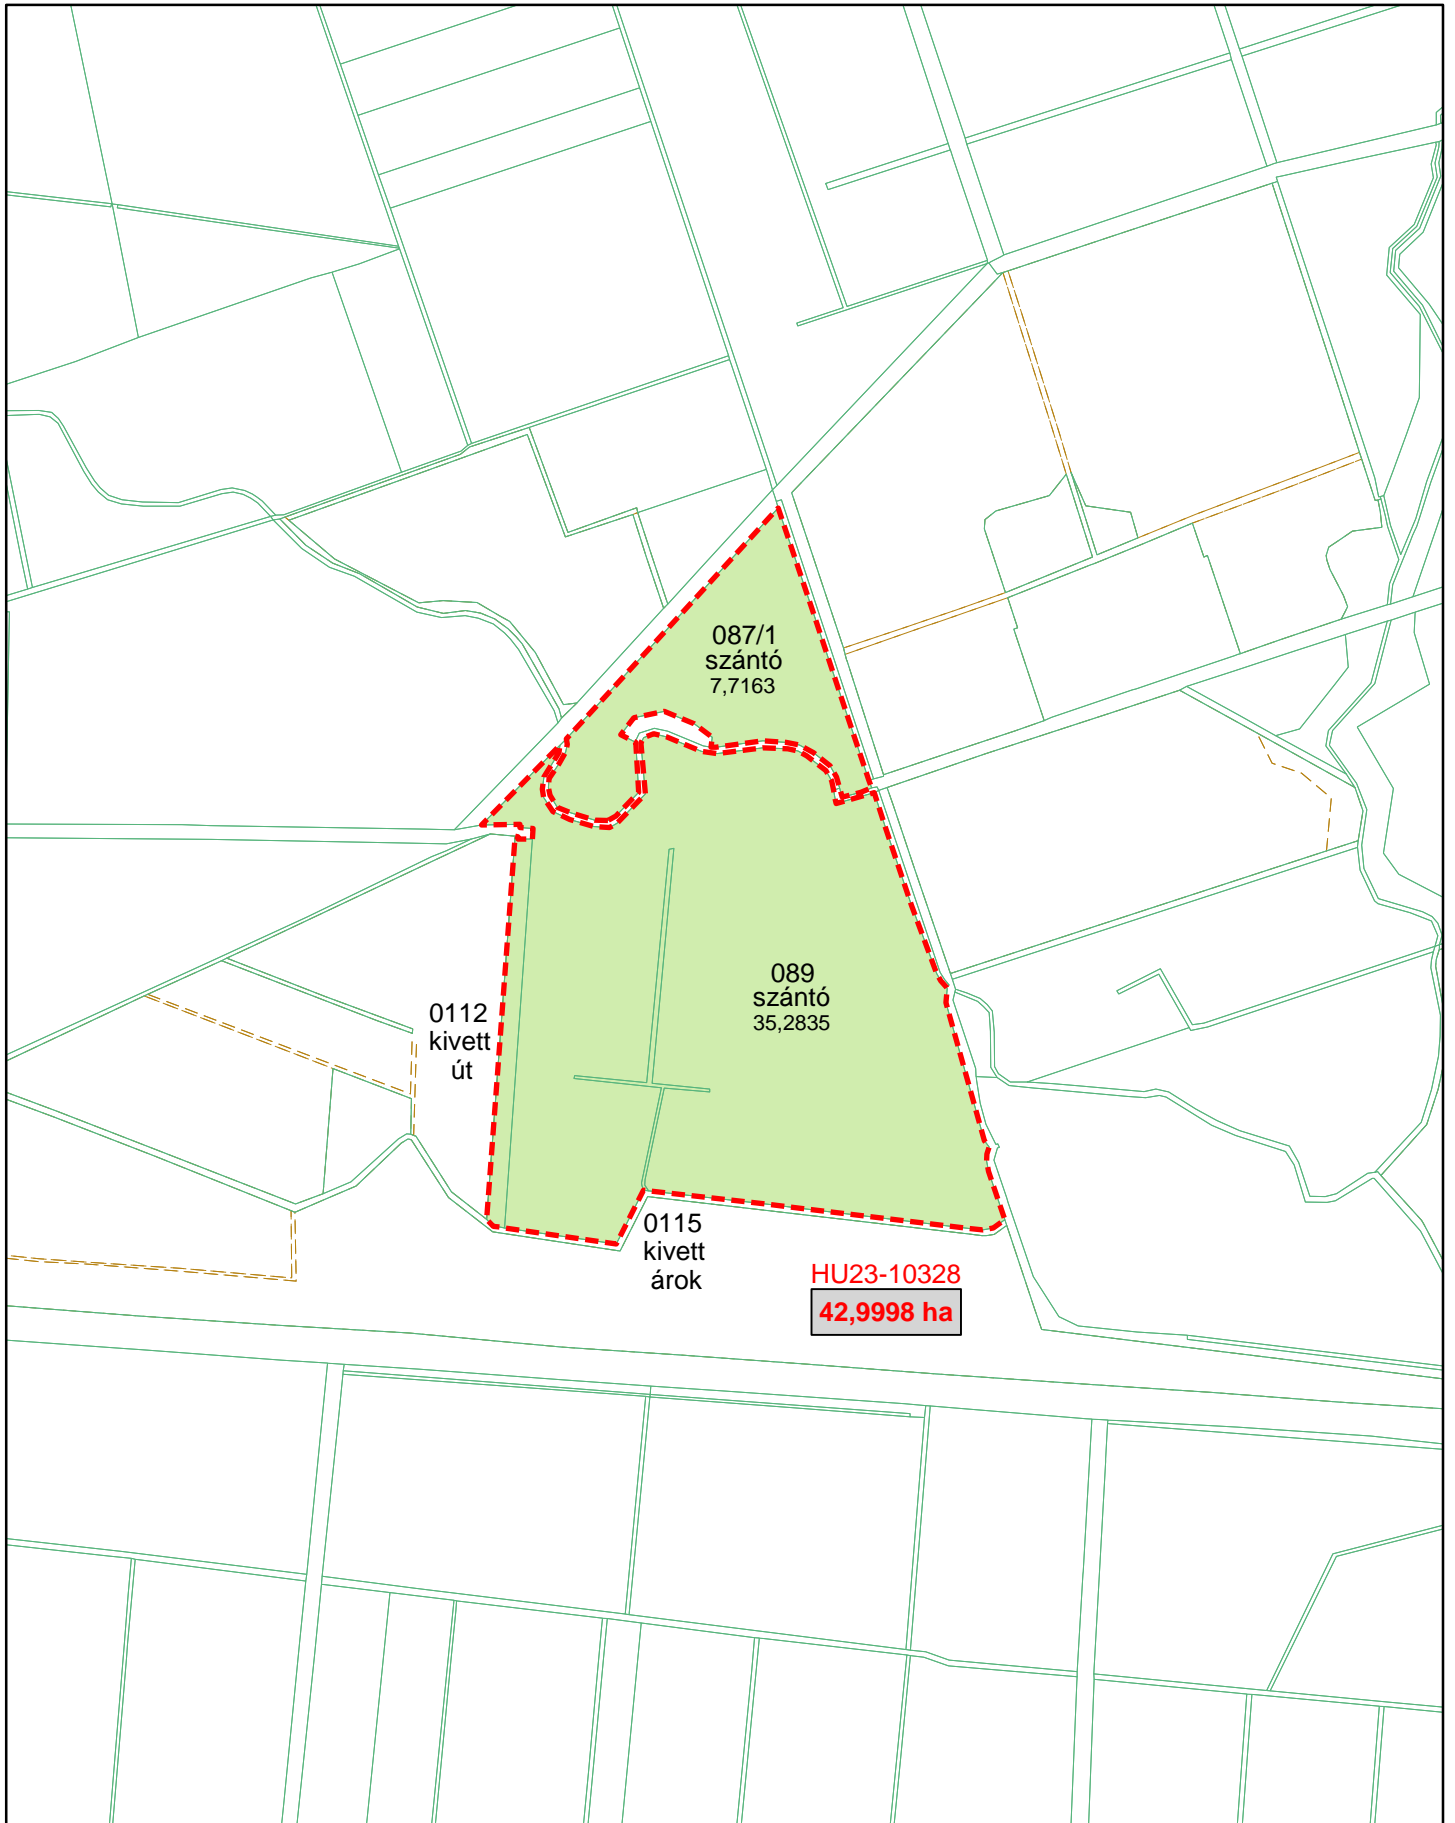 087/1
szántó
7,7163
089
szántó
35,2835
0112
kivett
út
0115
kivett
árok
HU23-10328
42,9998 ha